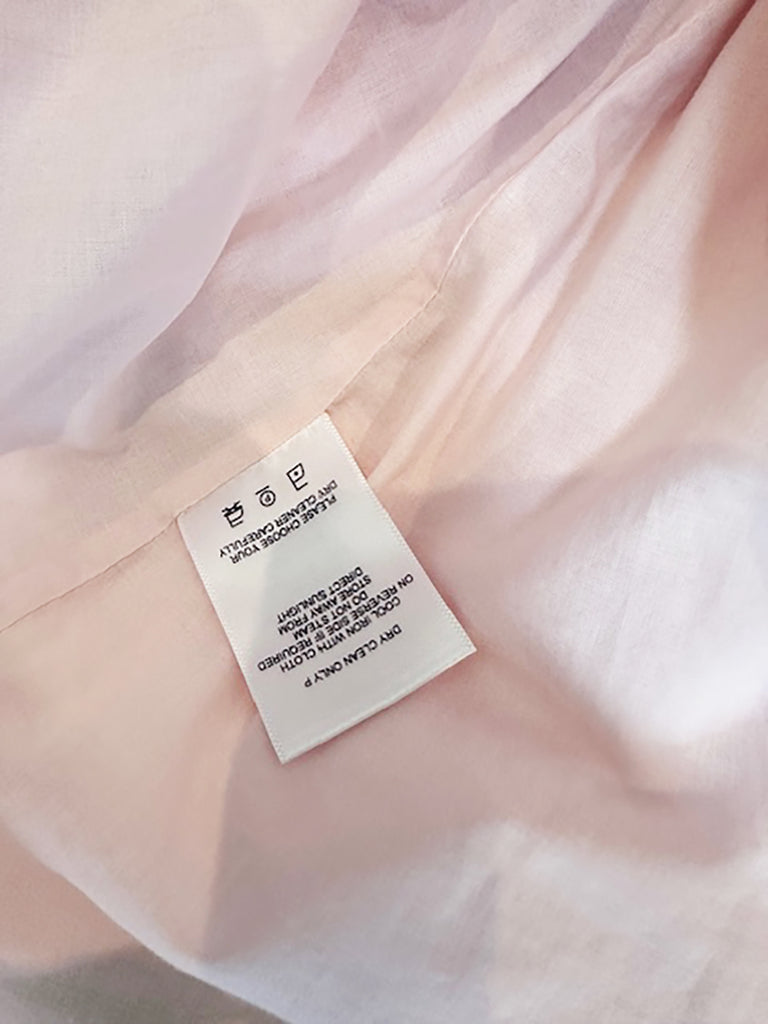 DRY CLEAN ONLY P
COOL IRON WITH CLOTH
ON REVERSE SIDE IF REQUIRED
DO NOT STEAM
STORE AWAY FROM
DIRECT SUNLIGHT
PLEASE CHOOSE YOUR
DRY CLEANER CAREFULLY
P